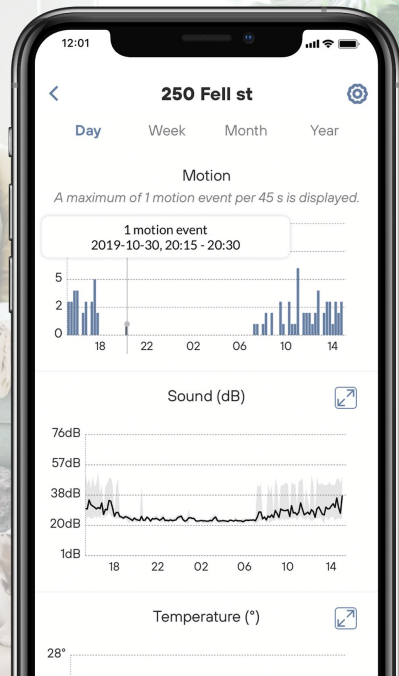 12:01
250 Fell st
Day Week Month Year
Motion
A maximum of 1 motion event per 45 s is displayed.
1 motion event
2019-10-30, 20:15 - 20:30
5
2
0
18 22 02 06 10 14
Sound (dB)
76dB
57dB
38dB
20dB
1dB
18 22 02 06 10 14
Temperature (°)
28°